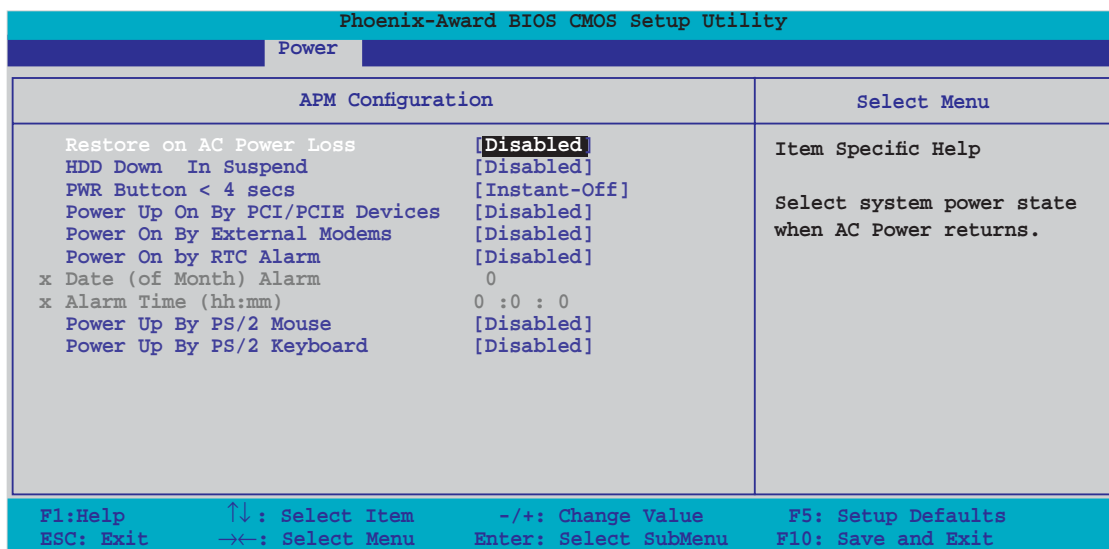 Phoenix-Award BIOS CMOS Setup Utility
Power
APM Configuration
Select Menu
Restore on AC Power Loss [Disabled]
HDD Down In Suspend [Disabled]
PWR Button < 4 secs [Instant-Off]
Power Up On By PCI/PCIE Devices [Disabled]
Power On By External Modems [Disabled]
Power On by RTC Alarm [Disabled]
x Date (of Month) Alarm 0
x Alarm Time (hh:mm) 0 :0 : 0
Power Up By PS/2 Mouse [Disabled]
Power Up By PS/2 Keyboard [Disabled]
Item Specific Help
Select system power state
when AC Power returns.
F1:Help ↑↓: Select Item -/+: Change Value F5: Setup Defaults
ESC: Exit →←: Select Menu Enter: Select SubMenu F10: Save and Exit